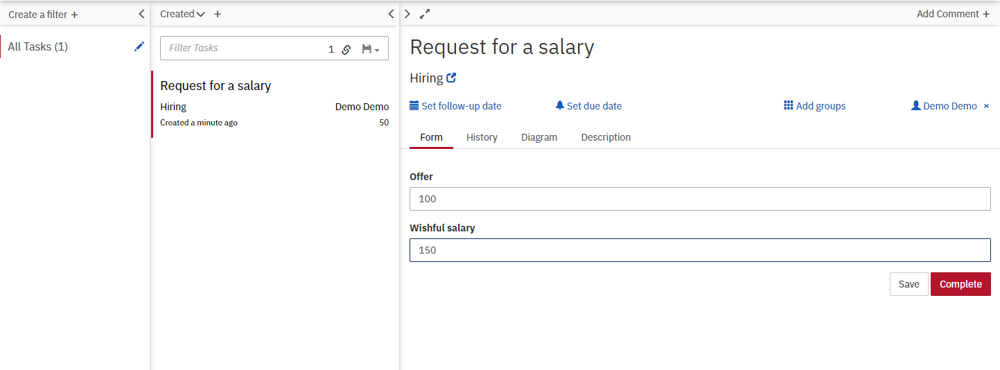 Create a filter +
All Tasks (1)
Created +
Filter Tasks 1
Request for a salary
Hiring Demo Demo
Created a minute ago 50
Add Comment +
Request for a salary
Hiring
Set follow-up date Set due date Add groups Demo Demo ×
Form History Diagram Description
Offer
100
Wishful salary
150
Save Complete